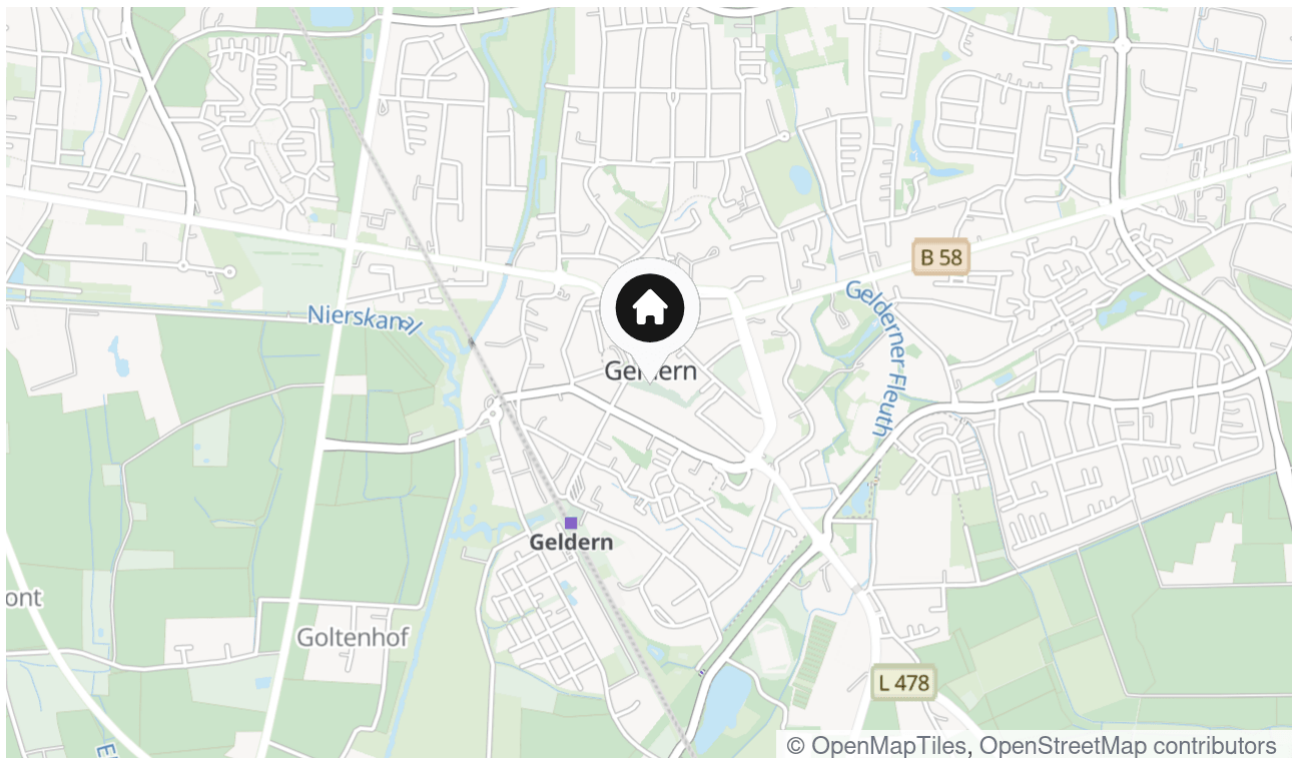 B 58
Nierskanal
Gelderner Fleuth
Geldern
Geldern
ont
Goltenhof
L 478
© OpenMapTiles, OpenStreetMap contributors